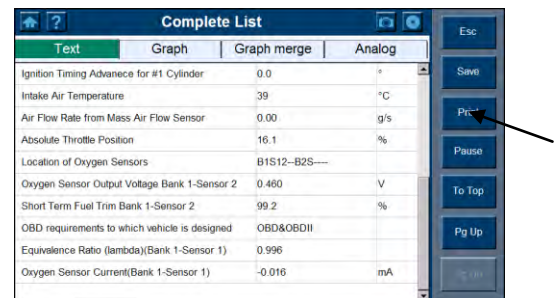 ? Complete List
Esc
Text Graph Graph merge Analog
Ignition Timing Advanece for #1 Cylinder 0.0 °
Save
Intake Air Temperature 39 °C
Air Flow Rate from Mass Air Flow Sensor 0.00 g/s
Print
Absolute Throttle Position 16.1 %
Location of Oxygen Sensors B1S12--B2S----
Pause
Oxygen Sensor Output Voltage Bank 1-Sensor 2 0.460 V
To Top
Short Term Fuel Trim Bank 1-Sensor 2 99.2 %
OBD requirements to which vehicle is designed OBD&OBDII
Pg Up
Equivalence Ratio (lambda)(Bank 1-Sensor 1) 0.996
Oxygen Sensor Current(Bank 1-Sensor 1) -0.016 mA